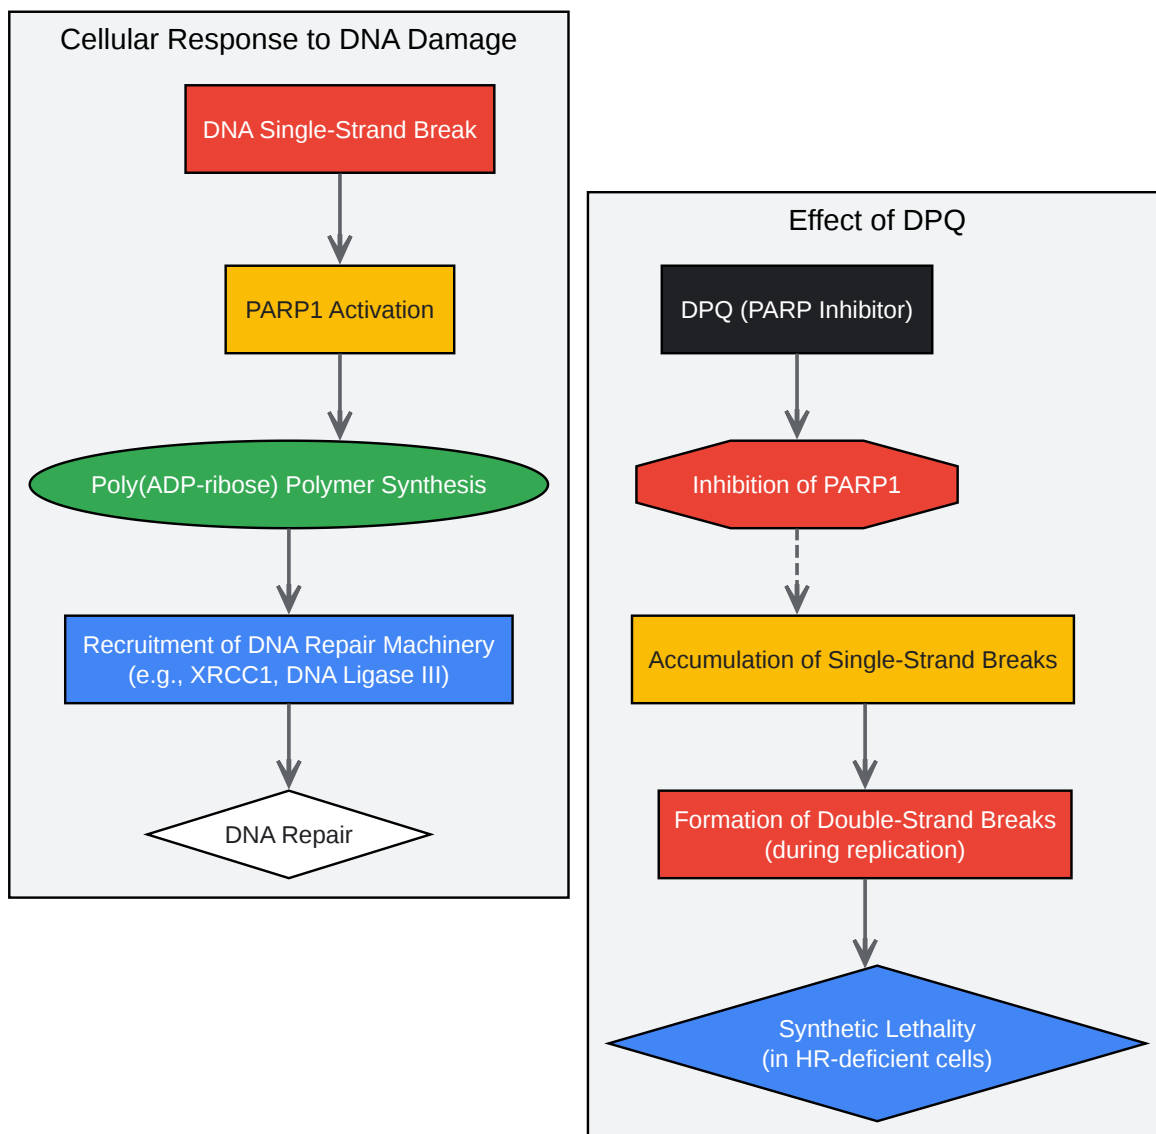 Cellular Response to DNA Damage
DNA Single-Strand Break
PARP1 Activation
Poly(ADP-ribose) Polymer Synthesis
Recruitment of DNA Repair Machinery
(e.g., XRCC1, DNA Ligase III)
DNA Repair
Effect of DPQ
DPQ (PARP Inhibitor)
Inhibition of PARP1
Accumulation of Single-Strand Breaks
Formation of Double-Strand Breaks
(during replication)
Synthetic Lethality
(in HR-deficient cells)